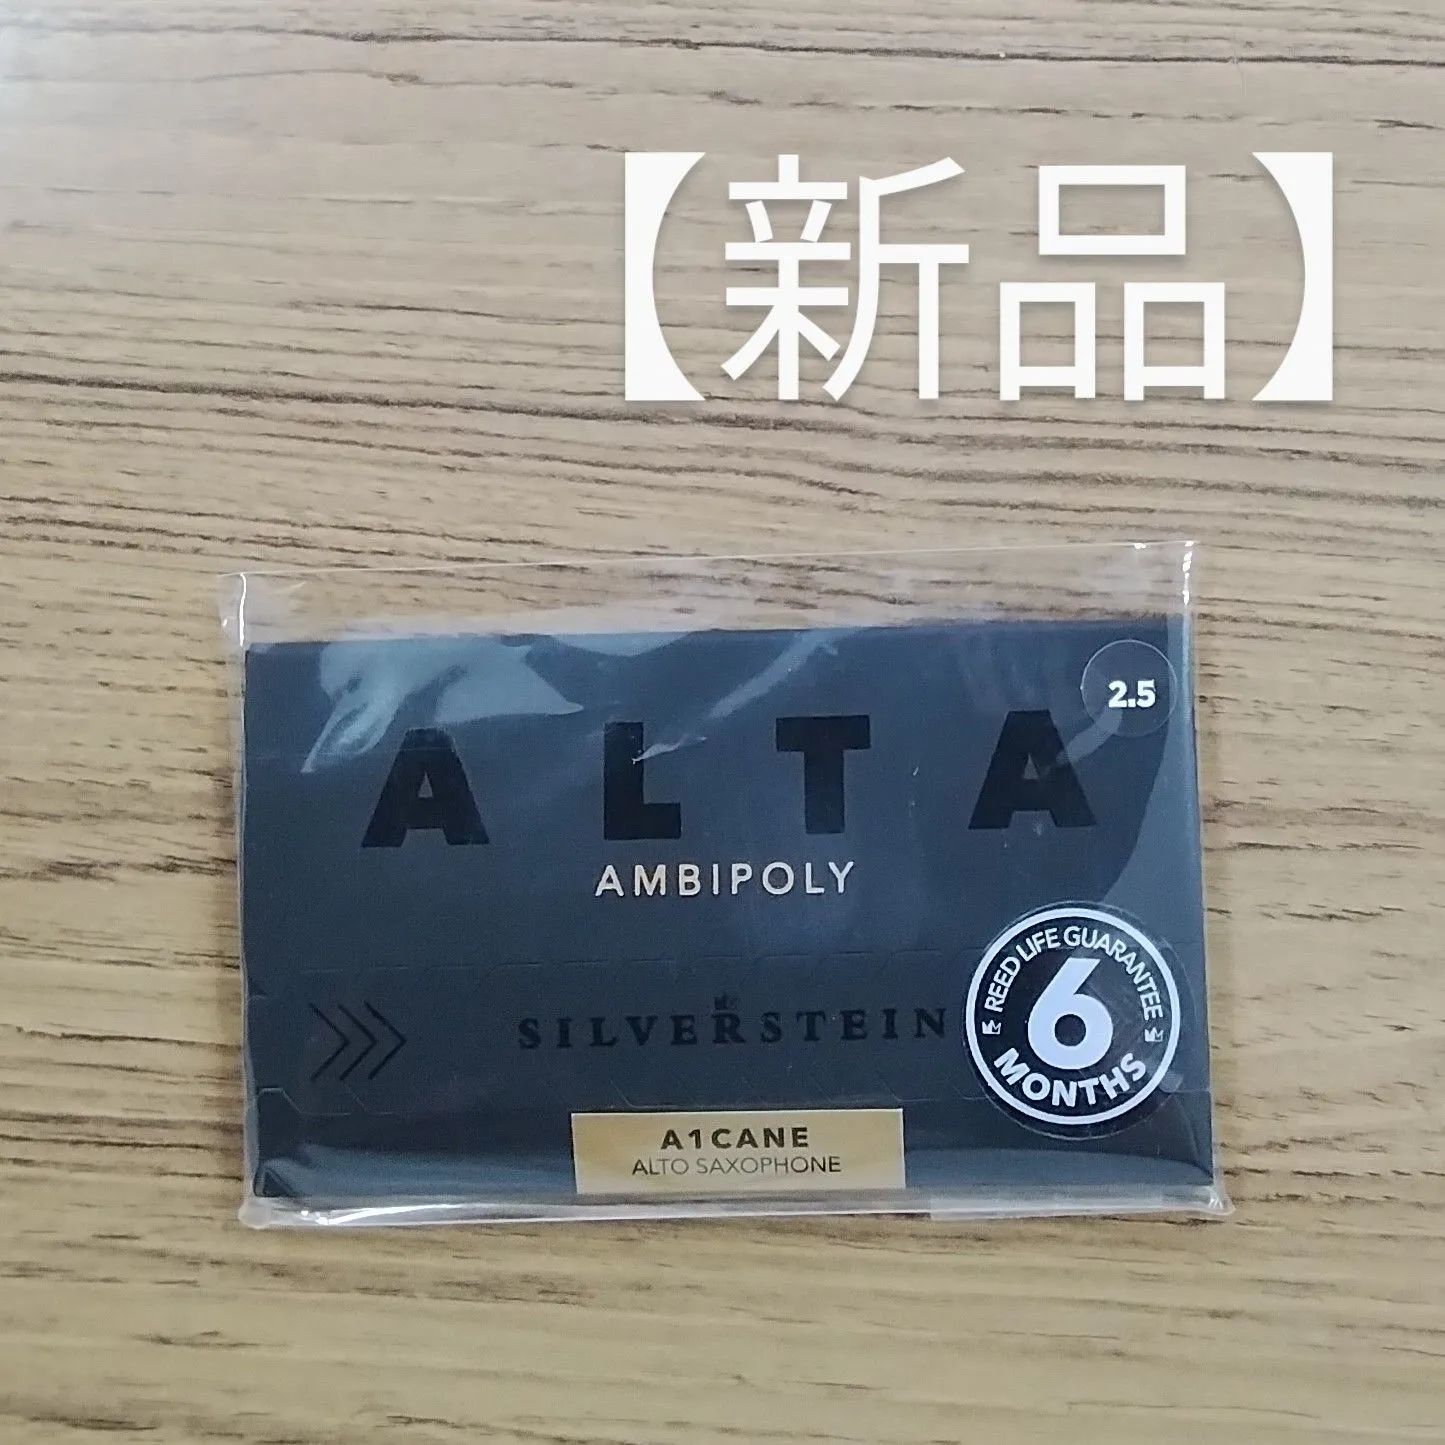 【新品】
2.5
ALTA
AMBIPOLY
SILVERSTEIN
REED LIFE GUARANTEE
6
MONTHS
A1CANE
ALTO SAXOPHONE